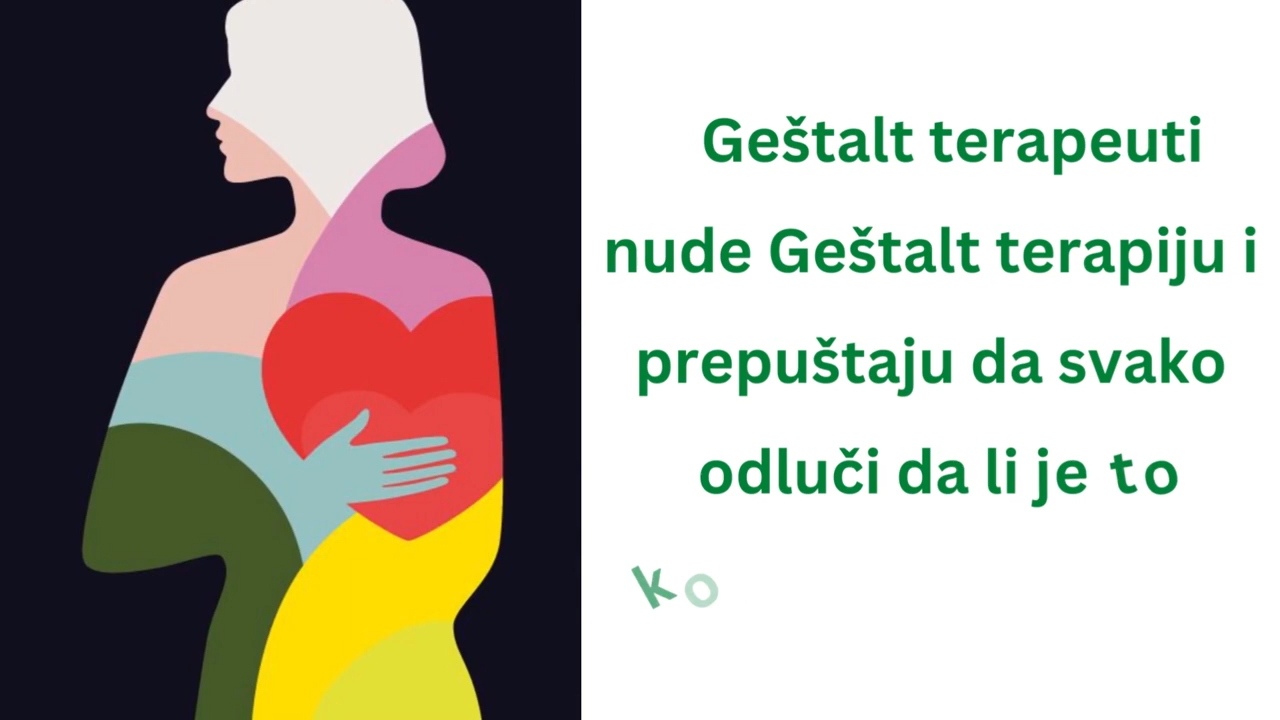 Geštalt terapeuti
nude Geštalt terapiju i
prepuštaju da svako
odluči da li je to
ko